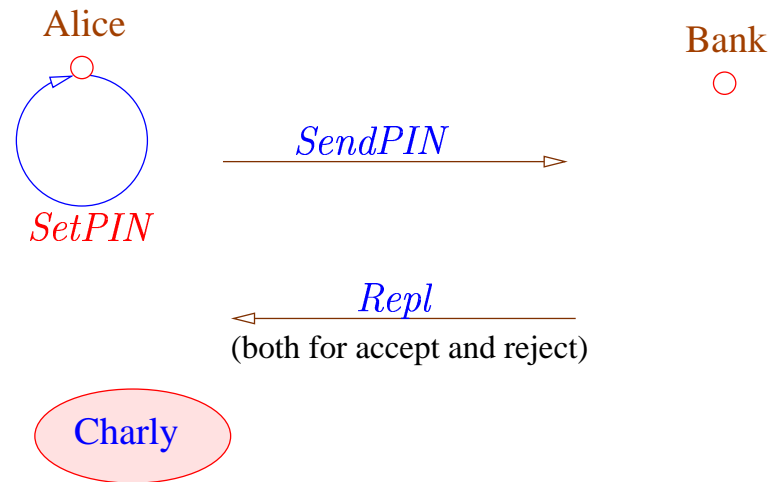 Alice
Bank
SendPIN
SetPIN
Repl
(both for accept and reject)
Charly